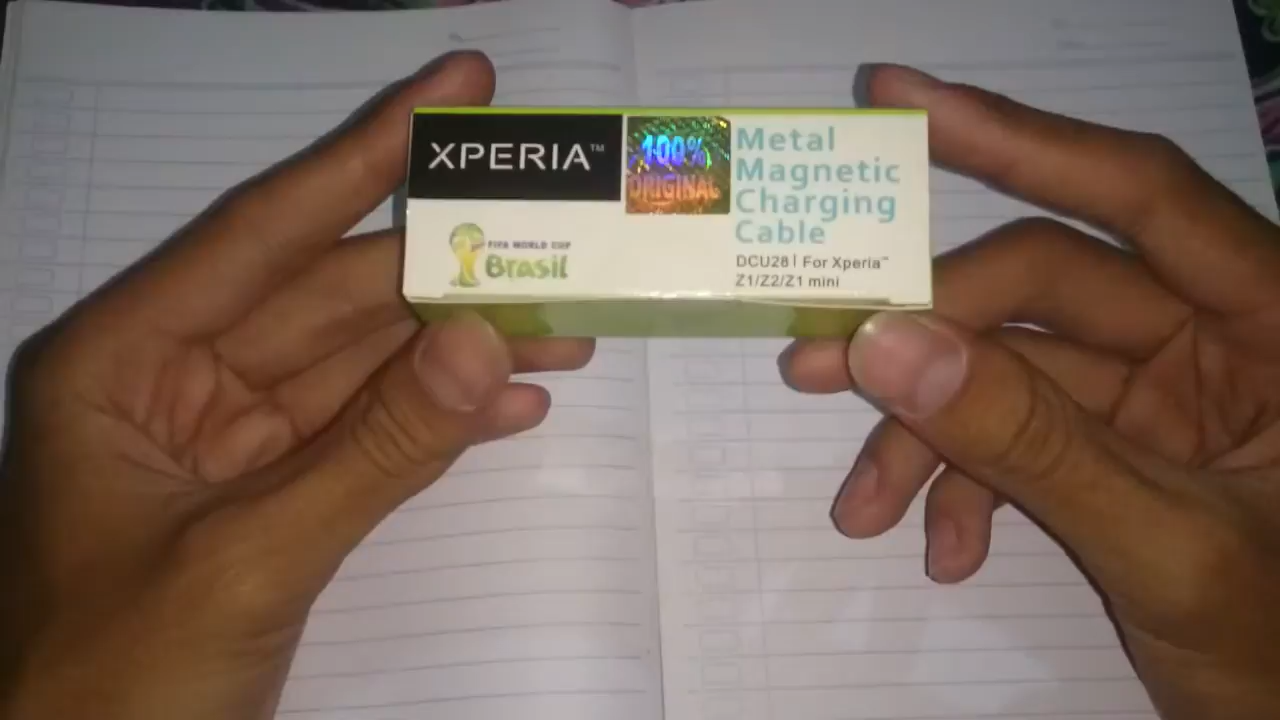 XPERIA™
100%
ORIGINAL
Metal
Magnetic
Charging
Cable
DCU28 | For Xperia™
Z1/Z2/Z1 mini
FIFA WORLD CUP
Brasil